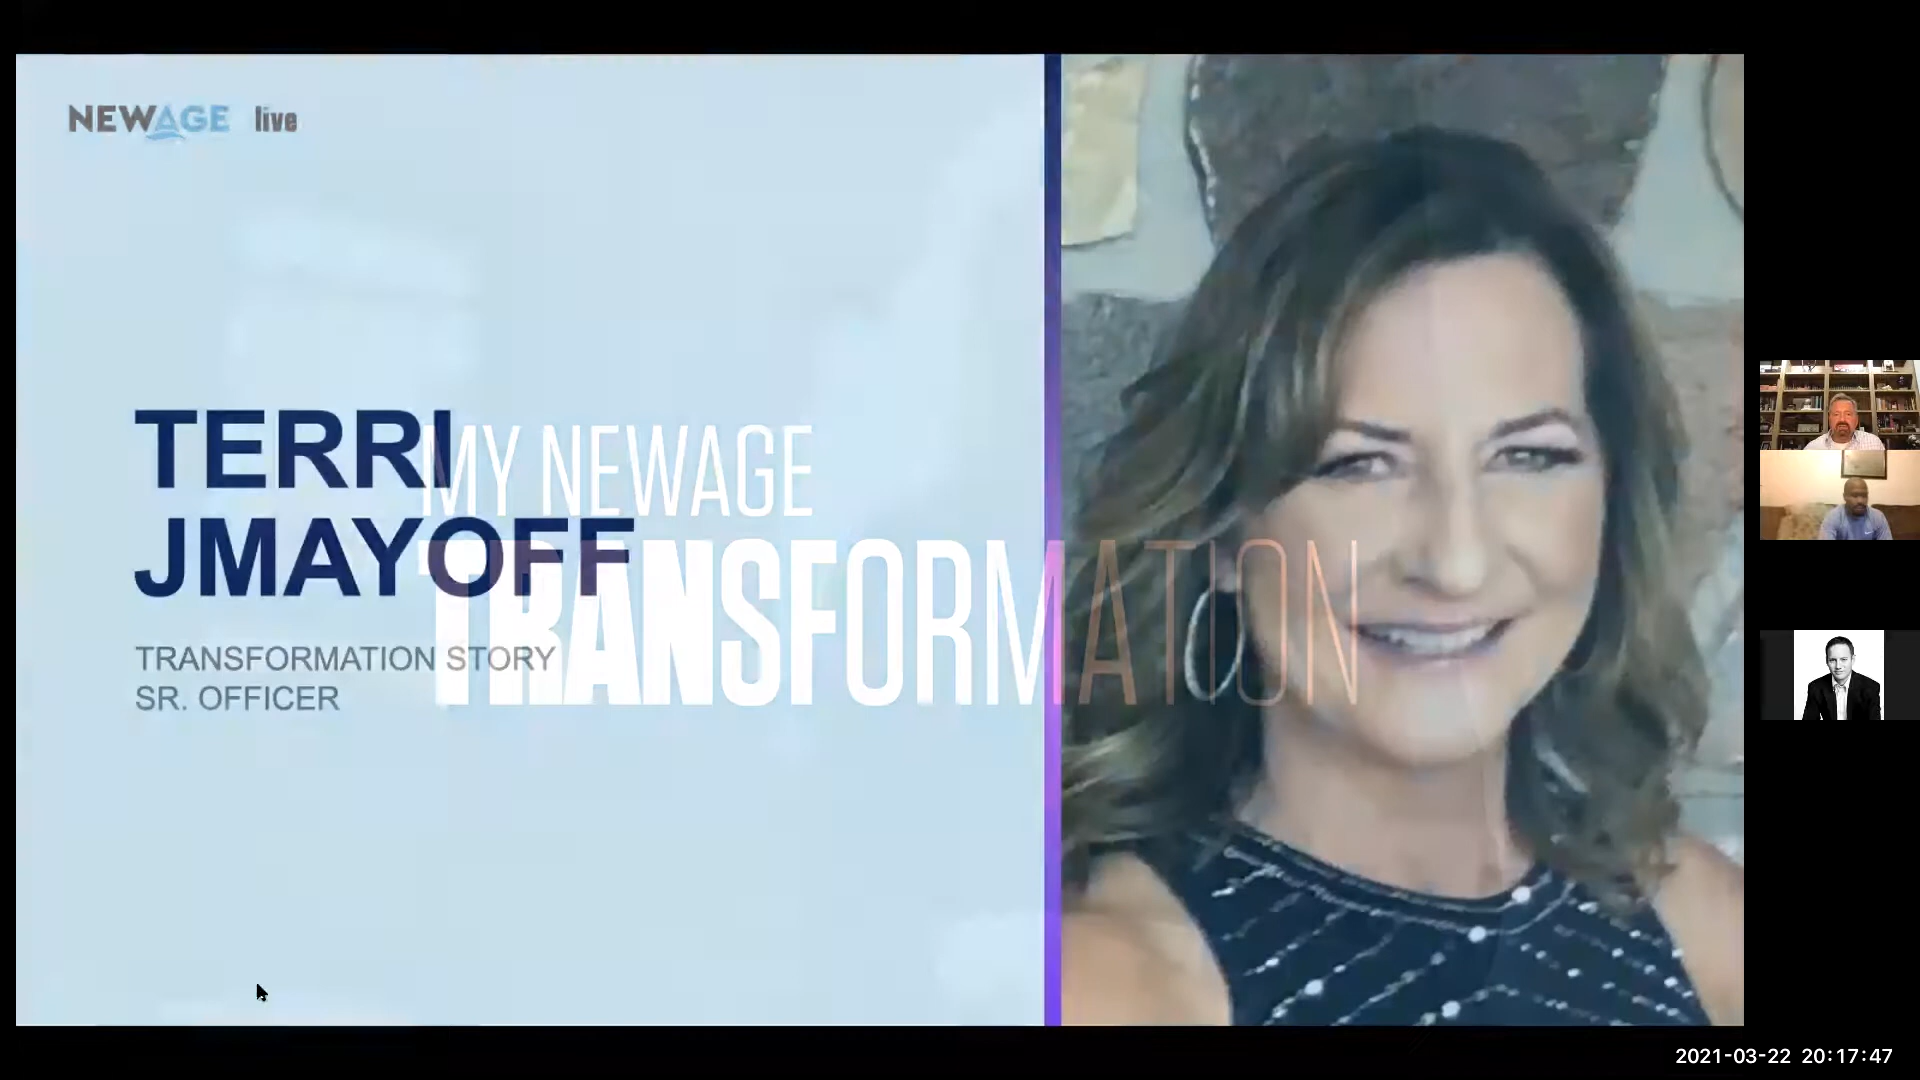 NEWAGE live
TERRI
JMAYOFF
TRANSFORMATION STORY
SR. OFFICER
MY NEWAGE
TRANSFORMATION
2021-03-22 20:17:47